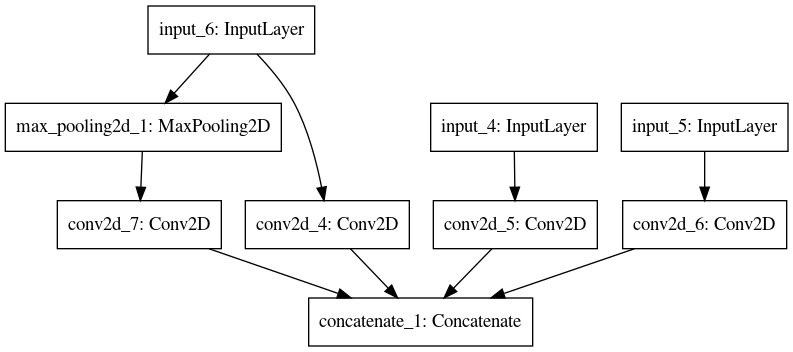 input_6: InputLayer
max_pooling2d_1: MaxPooling2D
input_4: InputLayer
input_5: InputLayer
conv2d_7: Conv2D
conv2d_4: Conv2D
conv2d_5: Conv2D
conv2d_6: Conv2D
concatenate_1: Concatenate